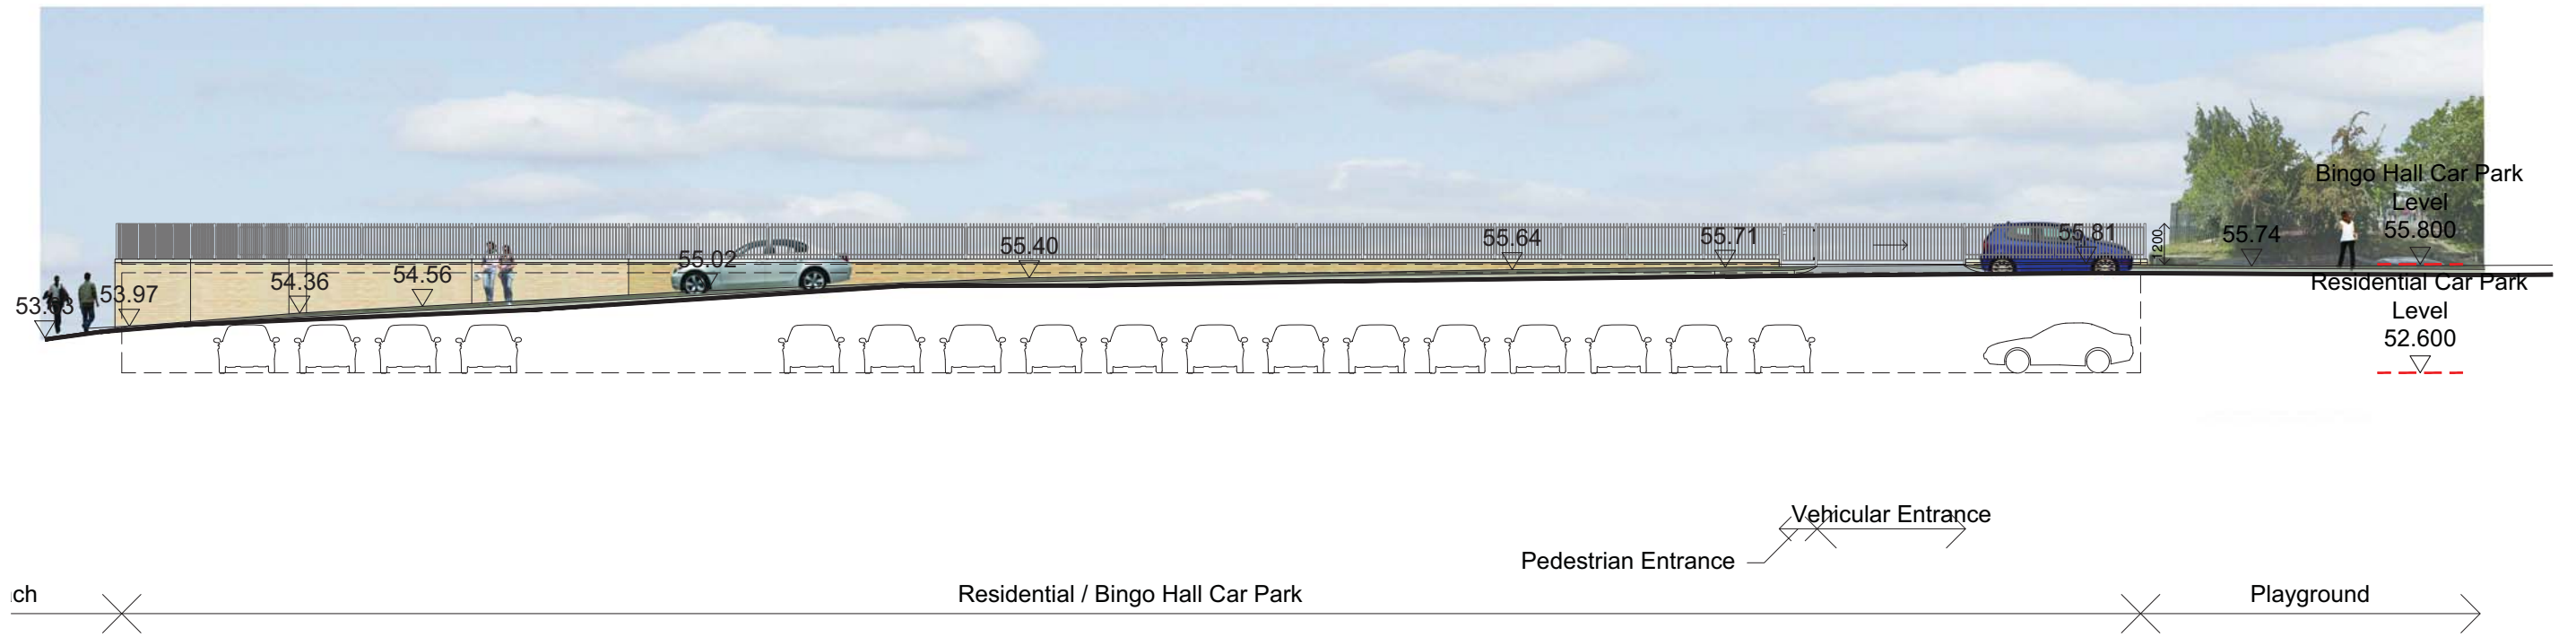 Bingo Hall Car Park
Level
55.800
53.97
54.36
54.56
55.02
55.40
55.64
55.71
55.81
1200
55.74
Residential Car Park
Level
52.600
Vehicular Entrance
Pedestrian Entrance
ch
Residential / Bingo Hall Car Park
Playground